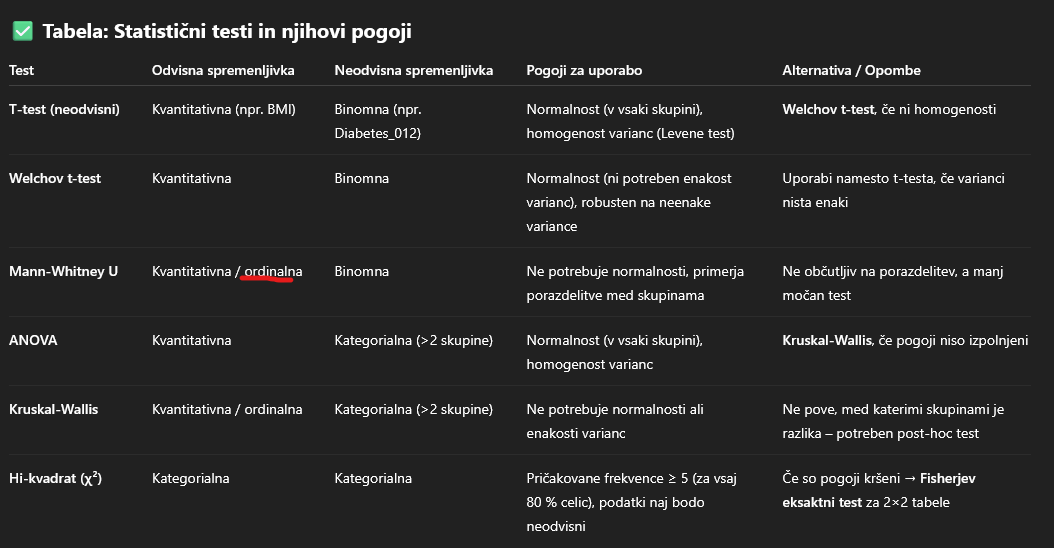 ✅ Tabela: Statistični testi in njihovi pogoji
Test Odvisna spremenljivka Neodvisna spremenljivka Pogoji za uporabo Alternativa / Opombe
T-test (neodvisni) Kvantitativna (npr. BMI) Binomna (npr. Normalnost (v vsaki skupini), Welchov t-test, če ni homogenosti
Diabetes_012) homogenost varianc (Levene test)
Welchov t-test Kvantitativna Binomna Normalnost (ni potreben enakost Uporabi namesto t-testa, če varianci
varianc), robusten na neenake nista enaki
variance
Mann-Whitney U Kvantitativna / ordinalna Binomna Ne potrebuje normalnosti, primerja Ne občutljiv na porazdelitev, a manj
porazdelitve med skupinama močan test
ANOVA Kvantitativna Kategorialna (>2 skupine) Normalnost (v vsaki skupini), Kruskal-Wallis, če pogoji niso izpolnjeni
homogenost varianc
Kruskal-Wallis Kvantitativna / ordinalna Kategorialna (>2 skupine) Ne potrebuje normalnosti ali Ne pove, med katerimi skupinami je
enakosti varianc razlika – potreben post-hoc test
Hi-kvadrat (χ²) Kategorialna Kategorialna Pričakovane frekvence ≥ 5 (za vsaj Če so pogoji kršeni → Fisherjev
80 % celic), podatki naj bodo eksaktni test za 2×2 tabele
neodvisni